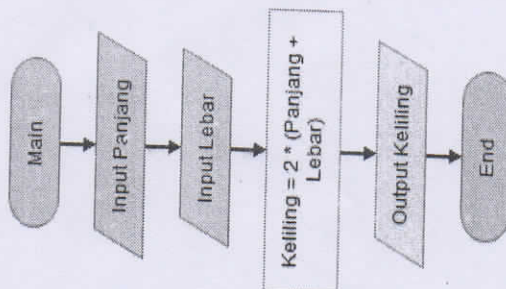 Main
Input Panjang
Input Lebar
Keliling = 2 * (Panjang +
Lebar)
Output Keliling
End